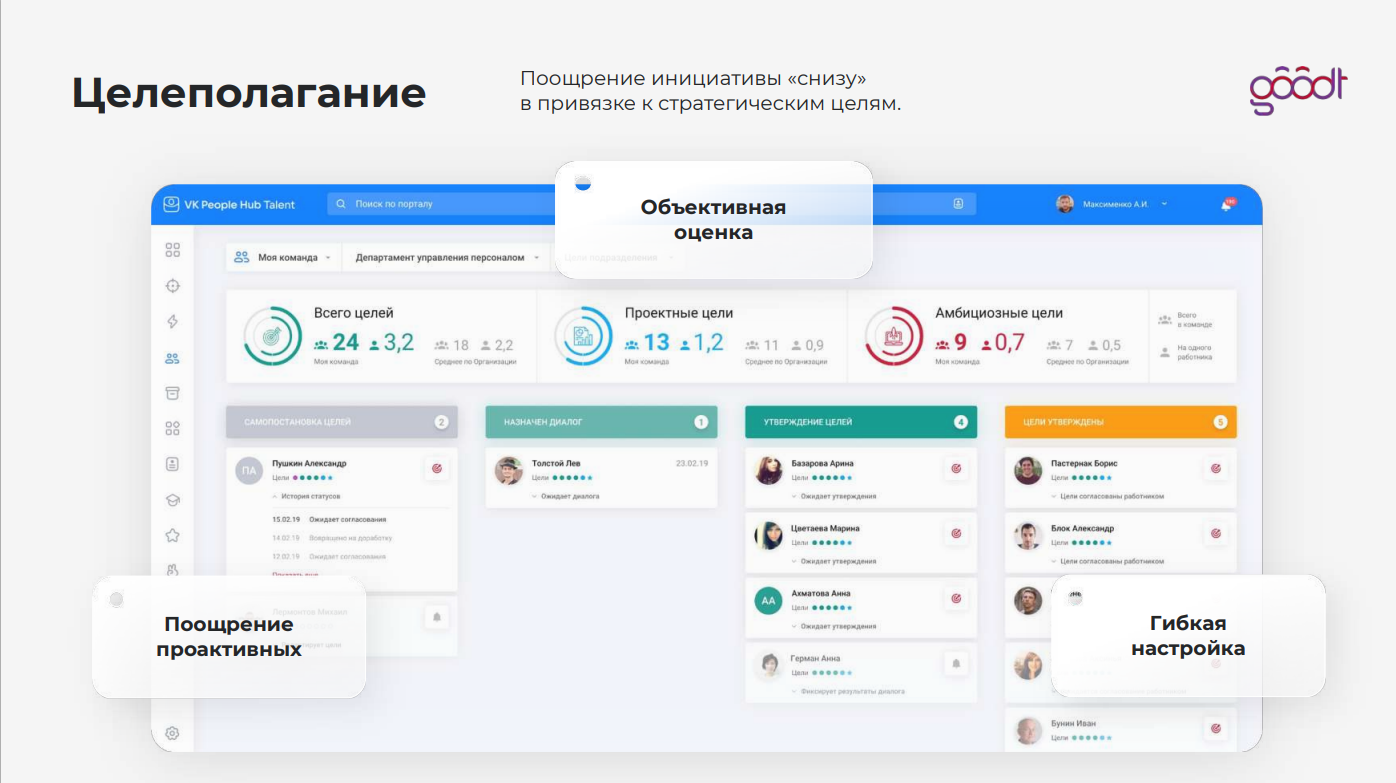 Целеполагание
Поощрение инициативы «снизу»
в привязке к стратегическим целям.
goodt
VK People Hub Talent
Поиск по порталу
Максименко А.И.
Объективная
оценка
Моя команда
Департамент управления персоналом
Всего целей
24 3,2 18 2,2
Моя команда Среднее по Организации
Проектные цели
13 1,2 11 0,9
Моя команда Среднее по Организации
Амбициозные цели
9 0,7 7 0,5
Моя команда Среднее по Организации
Всего
в команде
На одного
работника
САМОПОСТАНОВКА ЦЕЛЕЙ 2
ПА Пушкин Александр
Цели
История статусов
15.02.19 Ожидает согласования
14.02.19 Возвращено на доработку
12.02.19 Ожидает согласования
Лермонтов Михаил
Поощрение
проактивных
НАЗНАЧЕН ДИАЛОГ 1
Толстой Лев 23.02.19
Цели
Ожидает диалога
УТВЕРЖДЕНИЕ ЦЕЛЕЙ 4
Базарова Арина
Цели
Ожидает утверждения
Цветаева Марина
Цели
Ожидает утверждения
АА Ахматова Анна
Цели
Ожидает утверждения
Герман Анна
Цели
Фиксирует результаты диалога
ЦЕЛИ УТВЕРЖДЕНЫ 5
Пастернак Борис
Цели
Цели согласованы работником
Блок Александр
Цели
Цели согласованы работником
Гибкая
настройка
Бунин Иван
Цели